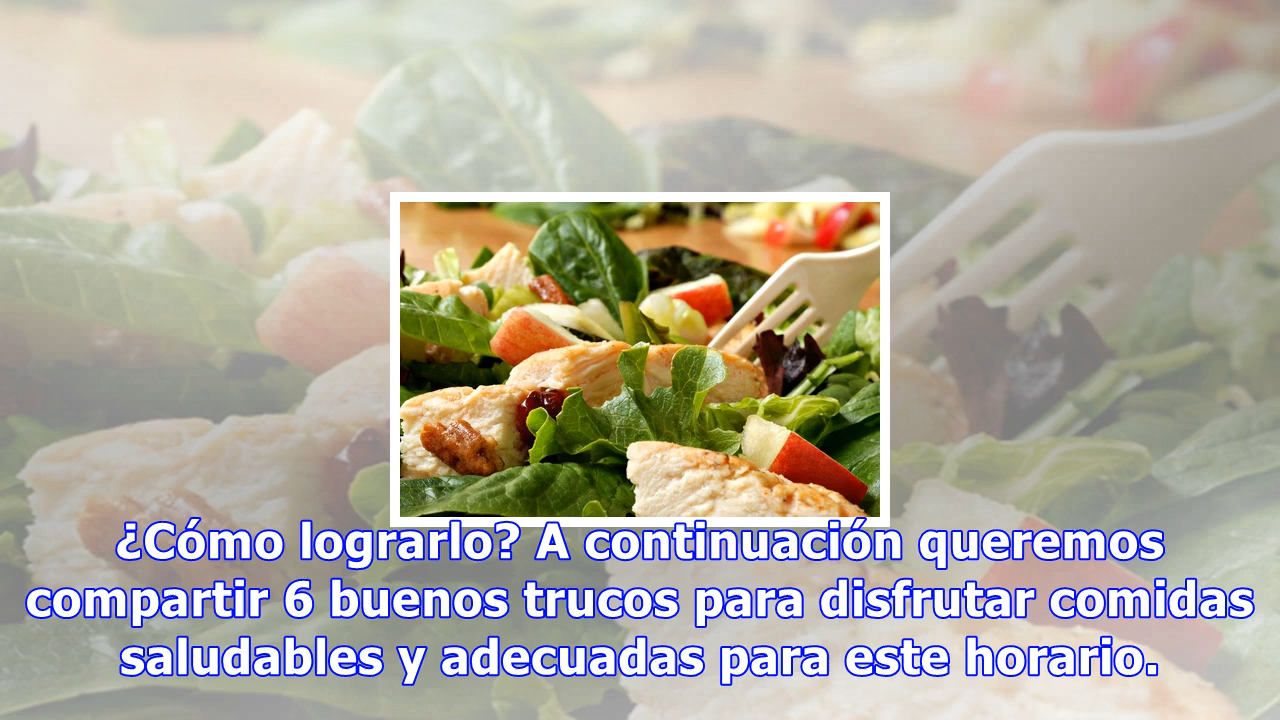 ¿Cómo lograrlo? A continuación queremos
compartir 6 buenos trucos para disfrutar comidas
saludables y adecuadas para este horario.